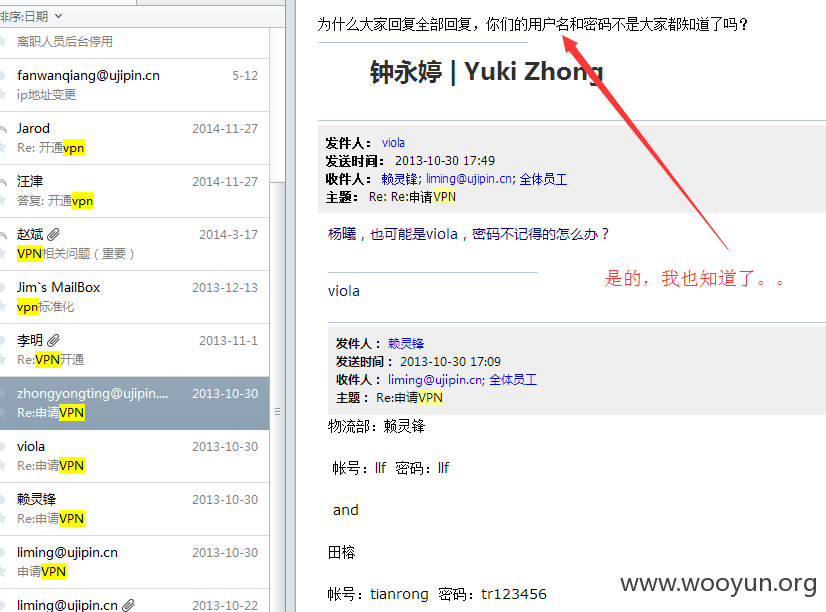 排序:日期
离职人员后台停用
fanwanqiang@ujipin.cn 5-12
ip地址变更
Jarod 2014-11-27
Re: 开通vpn
汪津 2014-11-27
答复: 开通vpn
赵斌 2014-3-17
VPN相关问题（重要）
Jim`s MailBox 2013-12-13
vpn标准化
李明 2013-11-1
Re:VPN开通
zhongyongting@ujipin.... 2013-10-30
Re:申请VPN
viola 2013-10-30
Re:申请VPN
赖灵锋 2013-10-30
Re:申请VPN
liming@ujipin.cn 2013-10-30
申请VPN
liming@ujipin.cn 2013-10-22
为什么大家回复全部回复，你们的用户名和密码不是大家都知道了吗？
钟永婷 | Yuki Zhong
发件人： viola
发送时间： 2013-10-30 17:49
收件人： 赖灵锋; liming@ujipin.cn; 全体员工
主题： Re: Re:申请VPN
杨曦，也可能是viola，密码不记得的怎么办？
是的，我也知道了。。
viola
发件人： 赖灵锋
发送时间： 2013-10-30 17:09
收件人： liming@ujipin.cn; 全体员工
主题： Re:申请VPN
物流部：赖灵锋
帐号：llf 密码：llf
and
田榕
帐号：tianrong 密码：tr123456
www.wooyun.org